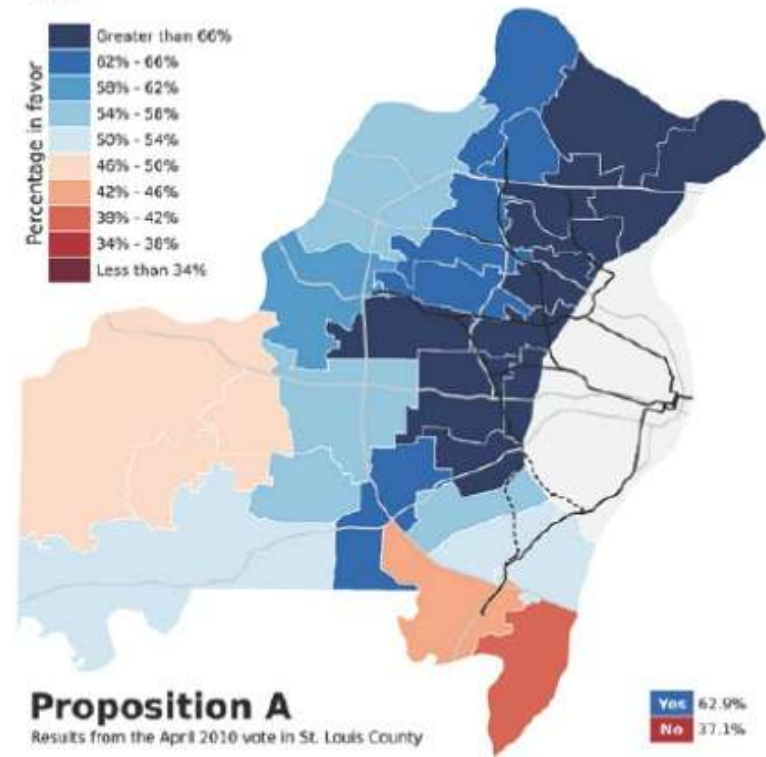 Percentage in favor
Greater than 66%
62% - 66%
58% - 62%
54% - 58%
50% - 54%
46% - 50%
42% - 46%
38% - 42%
34% - 38%
Less than 34%
Proposition A
Results from the April 2010 vote in St. Louis County
Yes 62.9%
No 37.1%